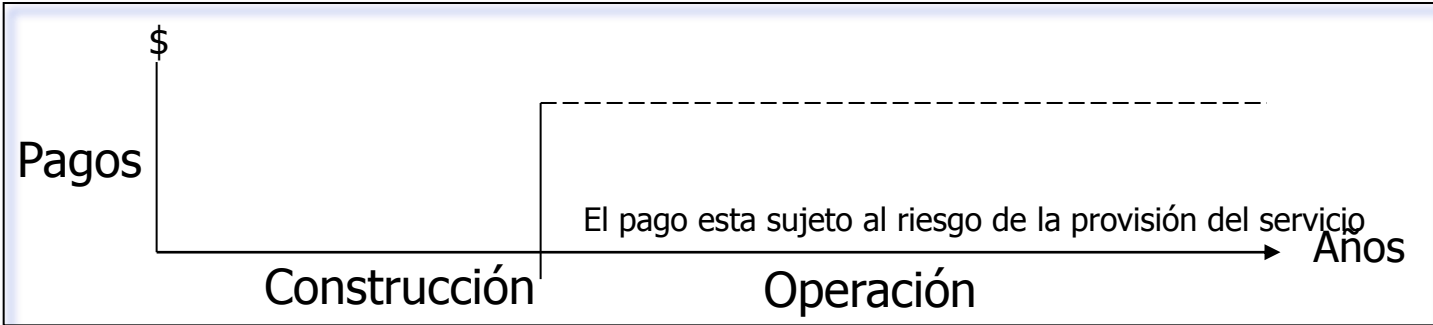 $
Pagos
El pago esta sujeto al riesgo de la provisión del servicio
Años
Construcción
Operación